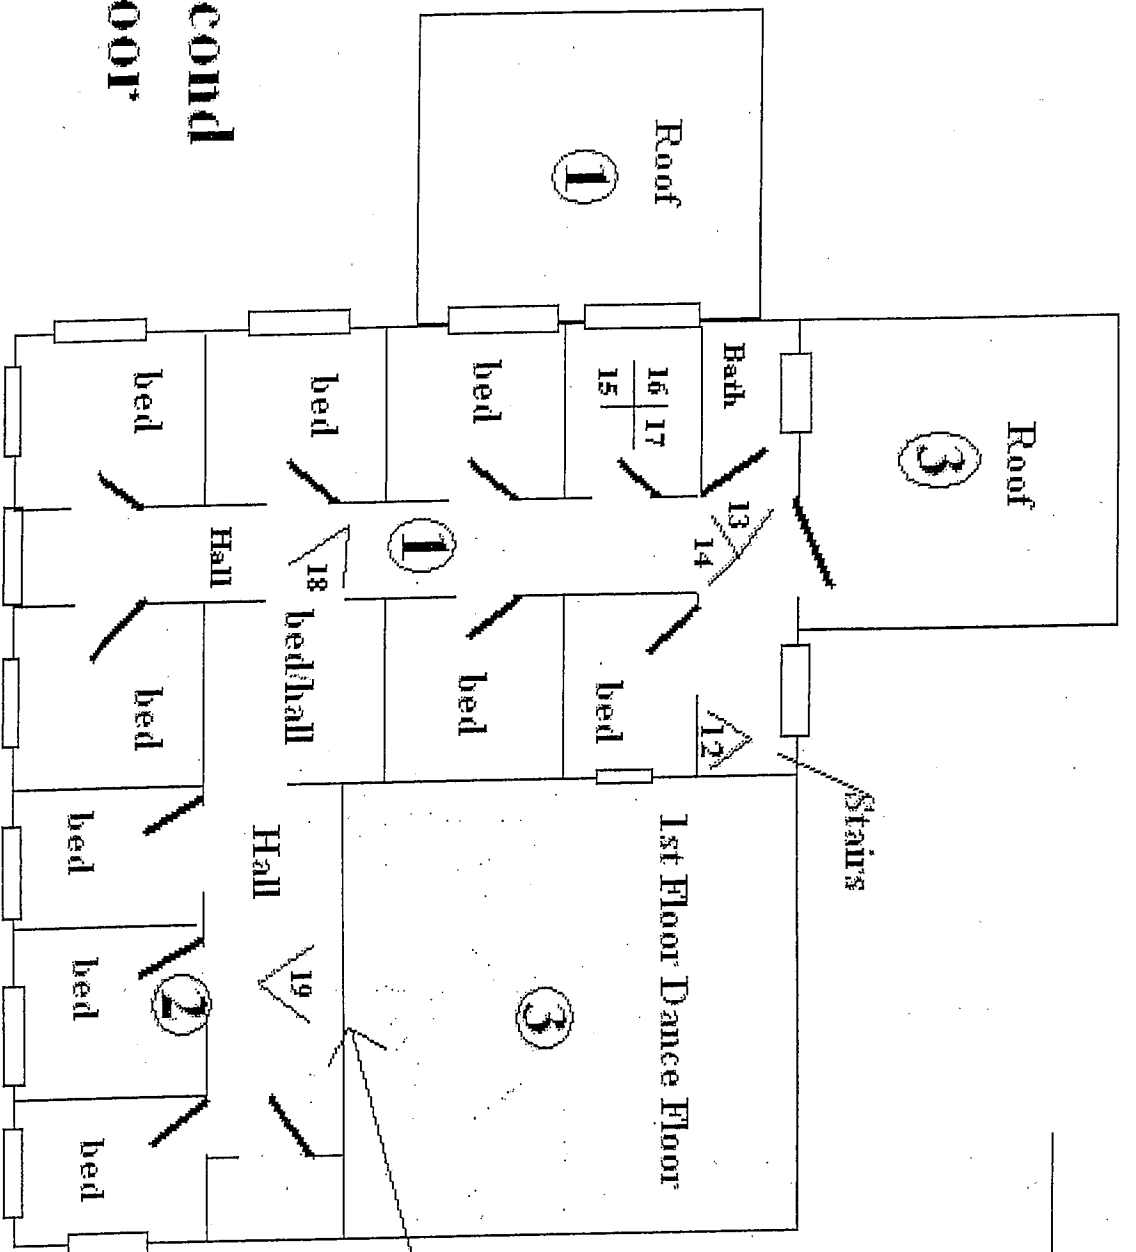 Roof
3
Stairs
Bath
13
14
12
16
17
15
bed
1st Floor Dance Floor
3
Roof
1
bed
1
bed
bed
18
bed/hall
Hall
Hall
19
bed
bed
2
bed
bed
bed
cond
oor